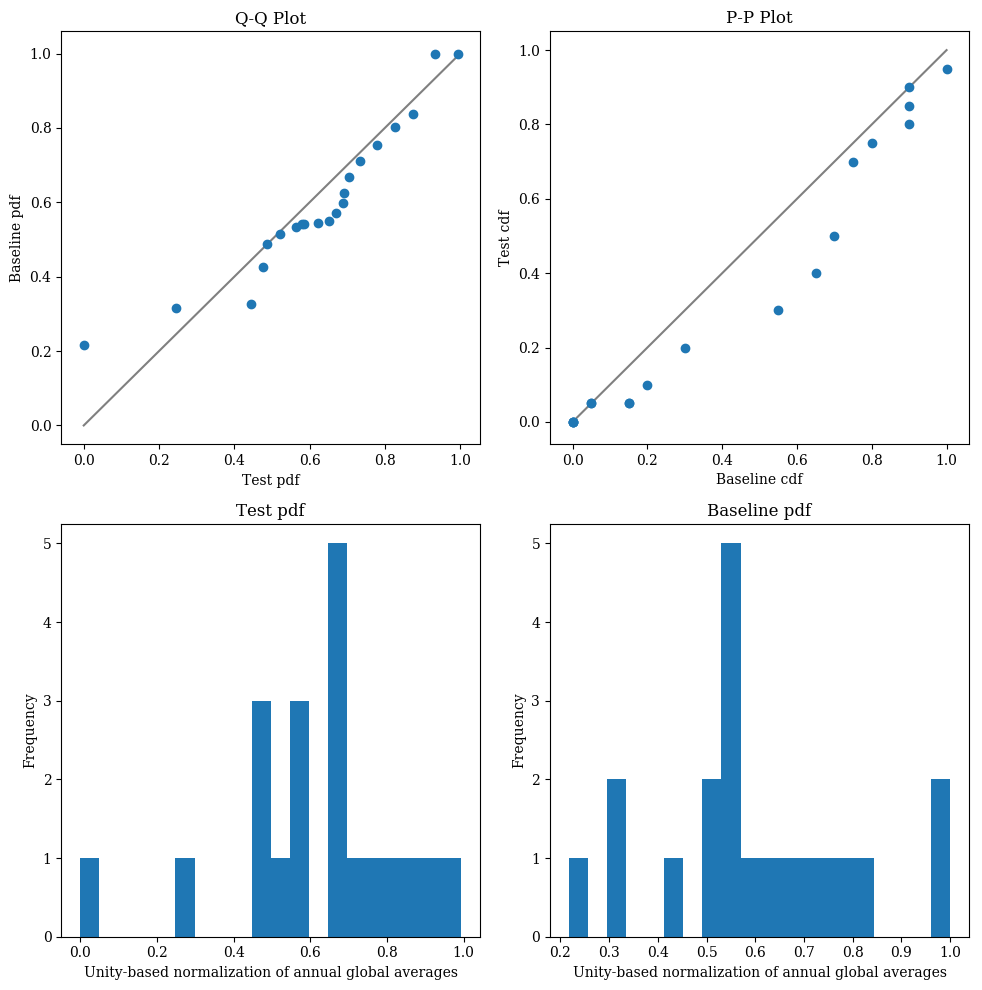 Q-Q Plot
1.0
0.8
0.6
0.4
0.2
0.0
Baseline pdf
0.0 0.2 0.4 0.6 0.8 1.0
Test pdf
P-P Plot
1.0
0.8
0.6
0.4
0.2
0.0
Test cdf
0.0 0.2 0.4 0.6 0.8 1.0
Baseline cdf
Test pdf
5
4
3
2
1
0
Frequency
0.0 0.2 0.4 0.6 0.8 1.0
Unity-based normalization of annual global averages
Baseline pdf
5
4
3
2
1
0
Frequency
0.2 0.3 0.4 0.5 0.6 0.7 0.8 0.9 1.0
Unity-based normalization of annual global averages